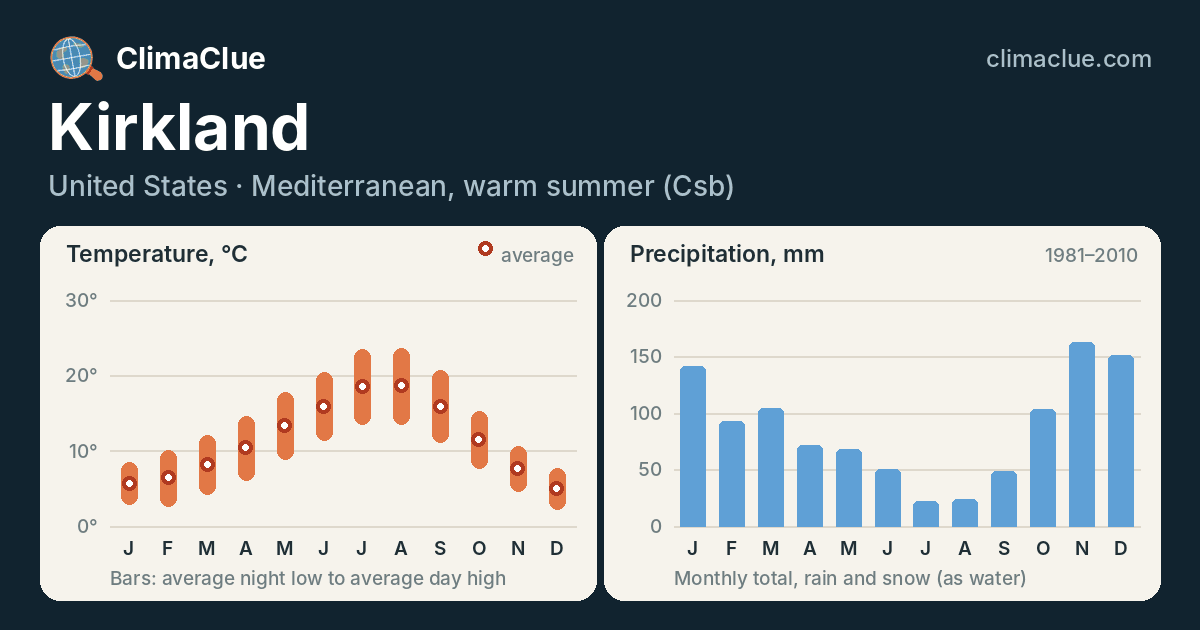 ClimaClue
climaclue.com
Kirkland
United States · Mediterranean, warm summer (Csb)
Temperature, °C
average
30°
20°
10°
0°
J F M A M J J A S O N D
Bars: average night low to average day high
Precipitation, mm
1981–2010
200
150
100
50
0
J F M A M J J A S O N D
Monthly total, rain and snow (as water)